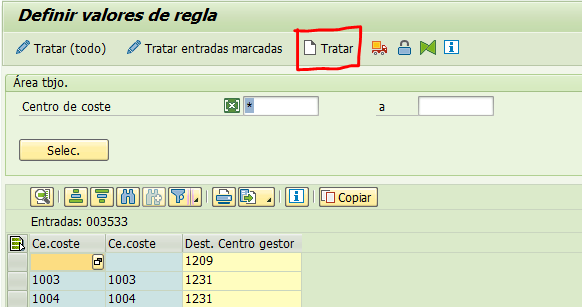 Definir valores de regla
Tratar (todo) Tratar entradas marcadas Tratar
Área tbjo.
Centro de coste * a
Selec.
Copiar
Entradas: 003533
Ce.coste Ce.coste Dest. Centro gestor
1209
1003 1003 1231
1004 1004 1231